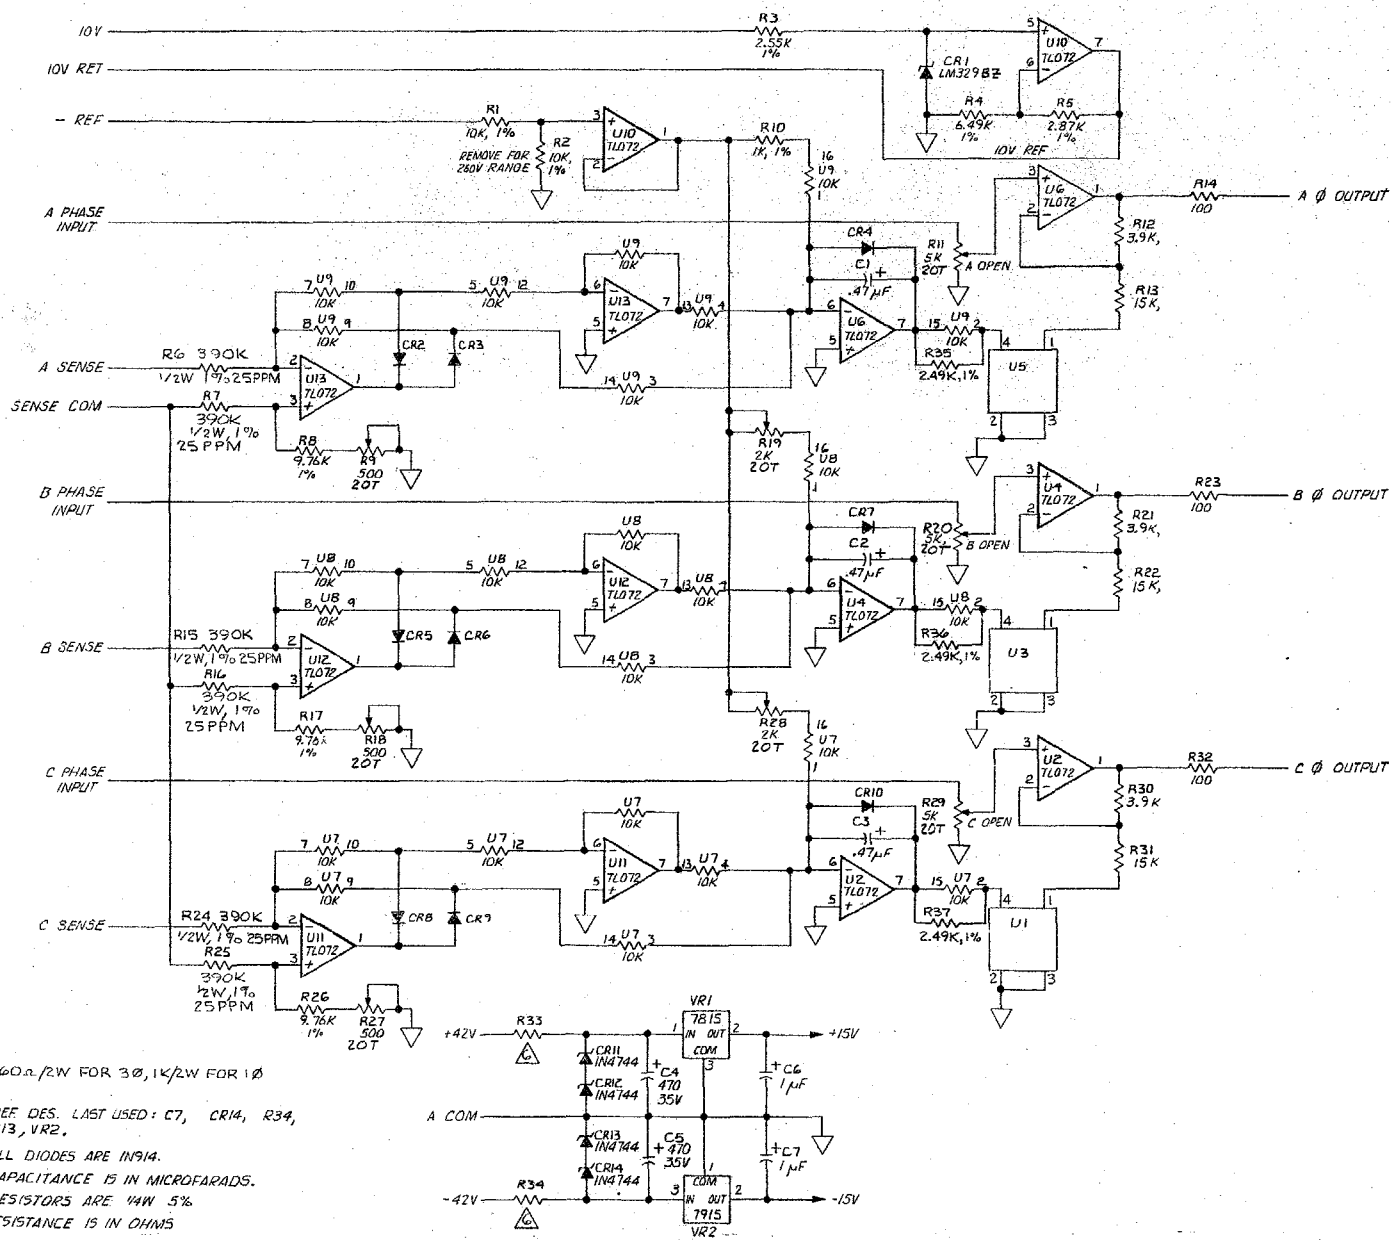 10V
R3
2.55K
1%
5
+
U10
TL072
7
6
-
CR1
LM329BZ
R4
6.49K
1%
R5
2.87K
1%
10V RET
10V REF
- REF
R1
10K, 1%
R2
10K,
1%
REMOVE FOR
260V RANGE
3
+
U10
TL072
1
-
2
R10
1K, 1%
16
U9
10K
1
3
+
U6
TL072
1
2
-
R14
100
A Ø OUTPUT
R12
3.9K,
R13
15K,
A PHASE
INPUT
R11
5K
20T
A OPEN
CR4
C1
+
.47µF
U9
10K
7
U9
10
10K
8
U9
9
10K
5
U9
12
10K
6
-
U13
TL072
7
5
+
13
U9
4
10K
6
-
U6
TL072
7
5
+
15
U9
2
10K
R35
2.49K, 1%
4
1
U5
2
3
A SENSE
R6 390K
1/2W 1% 25PPM
2
-
U13
TL072
1
3
+
CR2
CR3
14
U9
3
10K
SENSE COM
R7
390K
1/2W, 1%
25PPM
R8
9.76K
1%
R9
500
20T
R19
2K
20T
16
U8
10K
1
B PHASE
INPUT
3
+
U4
TL072
1
2
-
R23
100
B Ø OUTPUT
R21
3.9K,
R22
15K,
R20
5K,
20T
B OPEN
CR7
C2
+
.47µF
U8
10K
7
U8
10
10K
8
U8
9
10K
5
U8
12
10K
6
-
U12
TL072
7
5
+
13
U8
10K
6
-
U4
TL072
7
5
+
15
U8
2
10K
R36
2.49K, 1%
4
1
U3
2
3
B SENSE
R15 390K
1/2W, 1% 25PPM
2
-
U12
TL072
1
3
+
CR5
CR6
14
U8
3
10K
R16
390K
1/2W, 1%
25PPM
R17
9.76K
1%
R18
500
20T
R28
2K
20T
16
U7
10K
1
C PHASE
INPUT
3
+
U2
TL072
1
2
-
R32
100
C Ø OUTPUT
R30
3.9K
R31
15K
R29
5K
20T
C OPEN
CR10
C3
+
.47µF
U7
10K
7
U7
10
10K
8
U7
9
10K
5
U7
12
10K
6
-
U11
TL072
7
5
+
13
U7
4
10K
6
-
U2
TL072
7
5
+
15
U7
2
10K
R37
2.49K, 1%
4
1
U1
2
3
C SENSE
R24 390K
1/2W, 1% 25PPM
2
-
U11
TL072
1
3
+
CR8
CR9
14
U7
3
10K
R25
390K
1/2W, 1%
25PPM
R26
9.76K
1%
R27
500
20T
+42V
R33
6
CR11
1N4744
CR12
1N4744
+
C4
470
35V
VR1
7815
1
IN OUT
2
COM
3
+
C6
1µF
+15V
A COM
CR13
1N4744
CR14
1N4744
+
C5
470
35V
1
COM
3
IN OUT
2
7915
VR2
+
C7
1µF
-15V
-42V
R34
6
60Ω/2W FOR 3Ø, 1K/2W FOR 1Ø
EF DES. LAST USED: C7, CR14, R34,
13, VR2.
LL DIODES ARE IN914.
APACITANCE IS IN MICROFARADS.
ESISTORS ARE 1/4W 5%
ESISTANCE IS IN OHMS